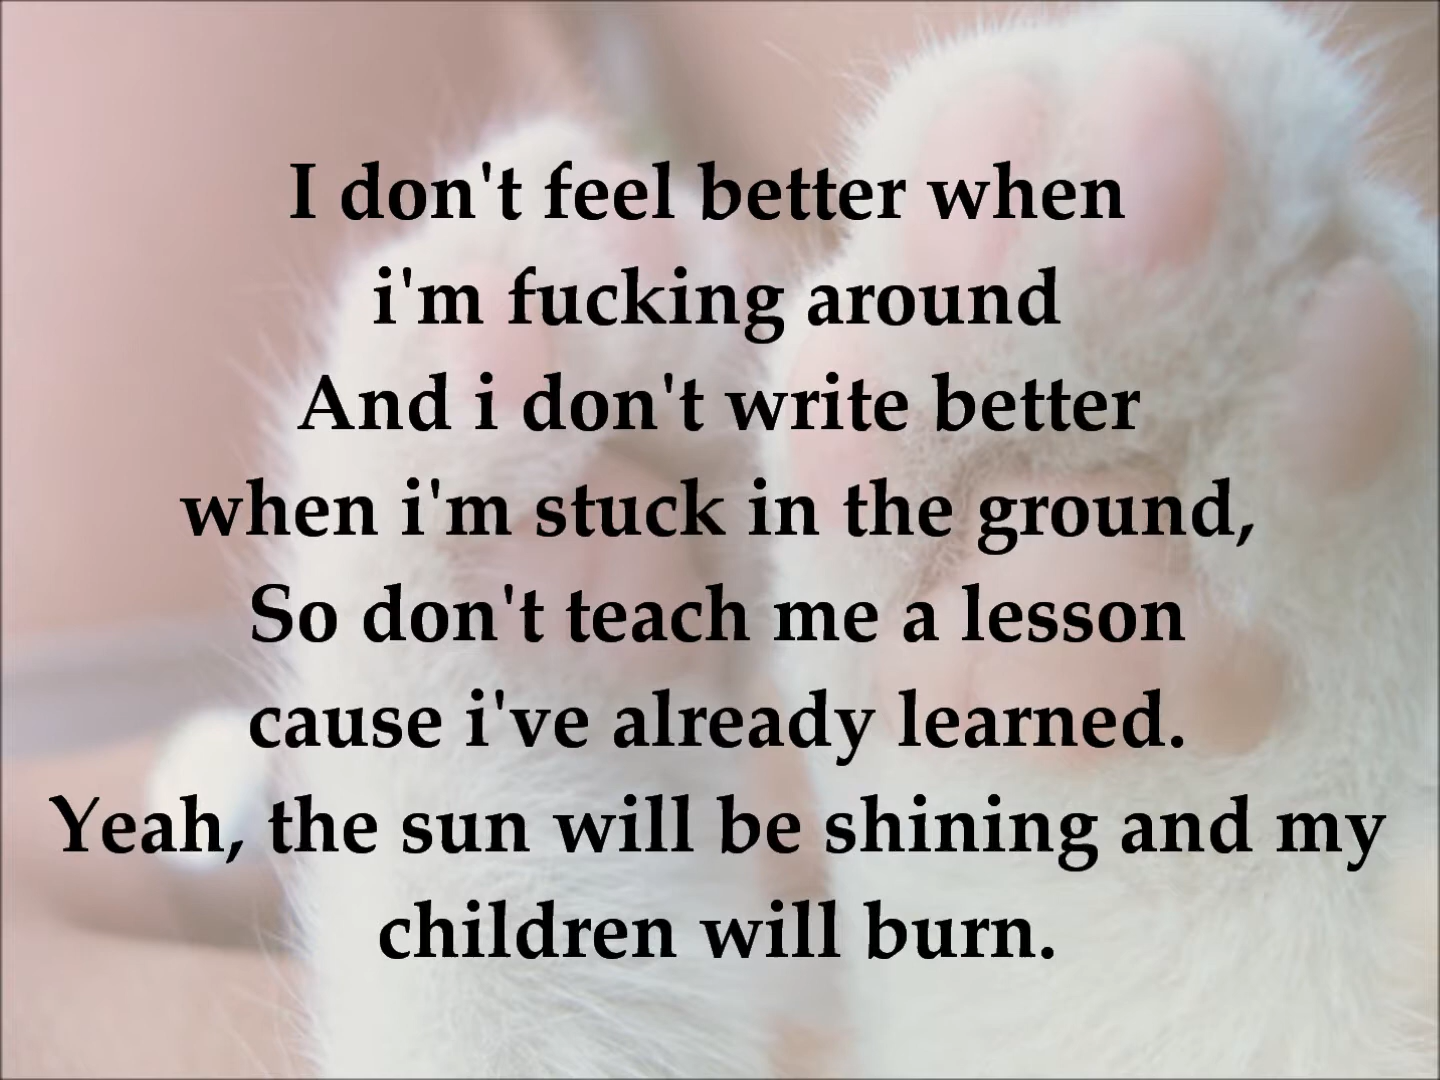 I don't feel better when
i'm fucking around
And i don't write better
when i'm stuck in the ground,
So don't teach me a lesson
cause i've already learned.
Yeah, the sun will be shining and my
children will burn.